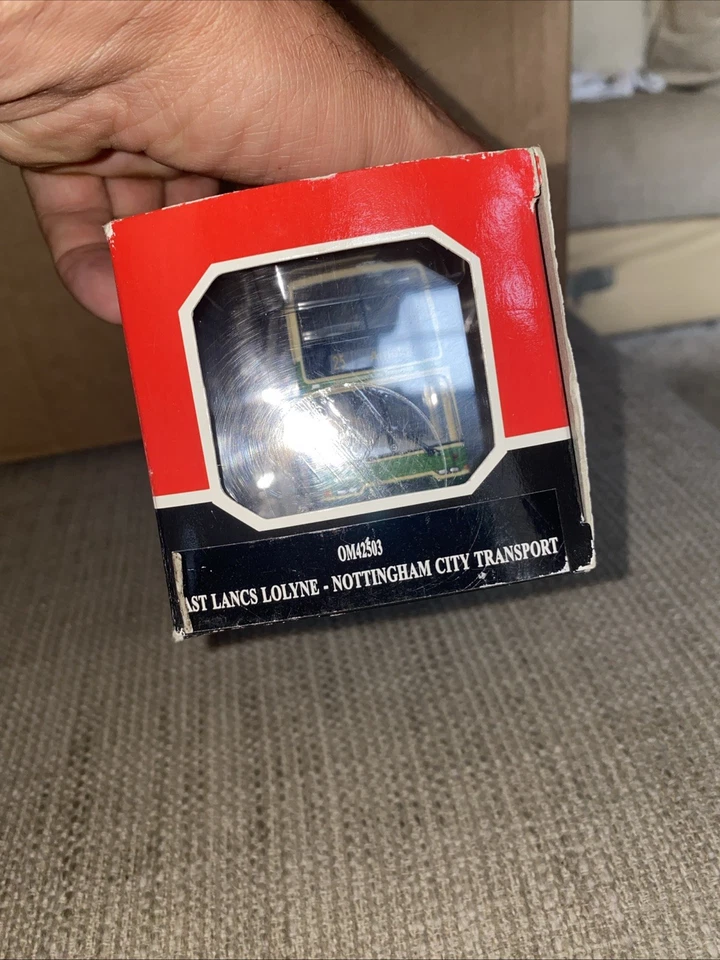 OM42503
AST LANCS LOLYNE - NOTTINGHAM CITY TRANSPORT